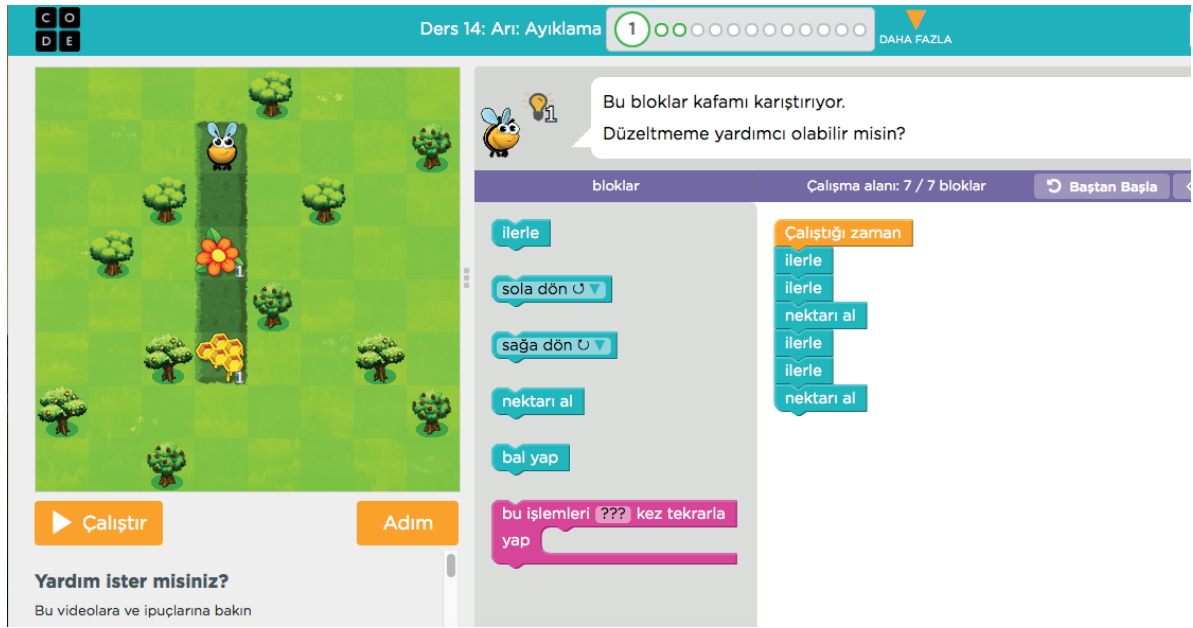 C O
D E
Ders 14: Arı: Ayıklama
1
DAHA FAZLA
1
1
1
Bu bloklar kafamı karıştırıyor.
Düzeltmeme yardımcı olabilir misin?
bloklar
Çalışma alanı: 7 / 7 bloklar
Baştan Başla
ilerle
sola dön
sağa dön
nektarı al
bal yap
bu işlemleri ??? kez tekrarla
yap
Çalıştığı zaman
ilerle
ilerle
nektarı al
ilerle
ilerle
nektarı al
Çalıştır
Adım
Yardım ister misiniz?
Bu videolara ve ipuçlarına bakın